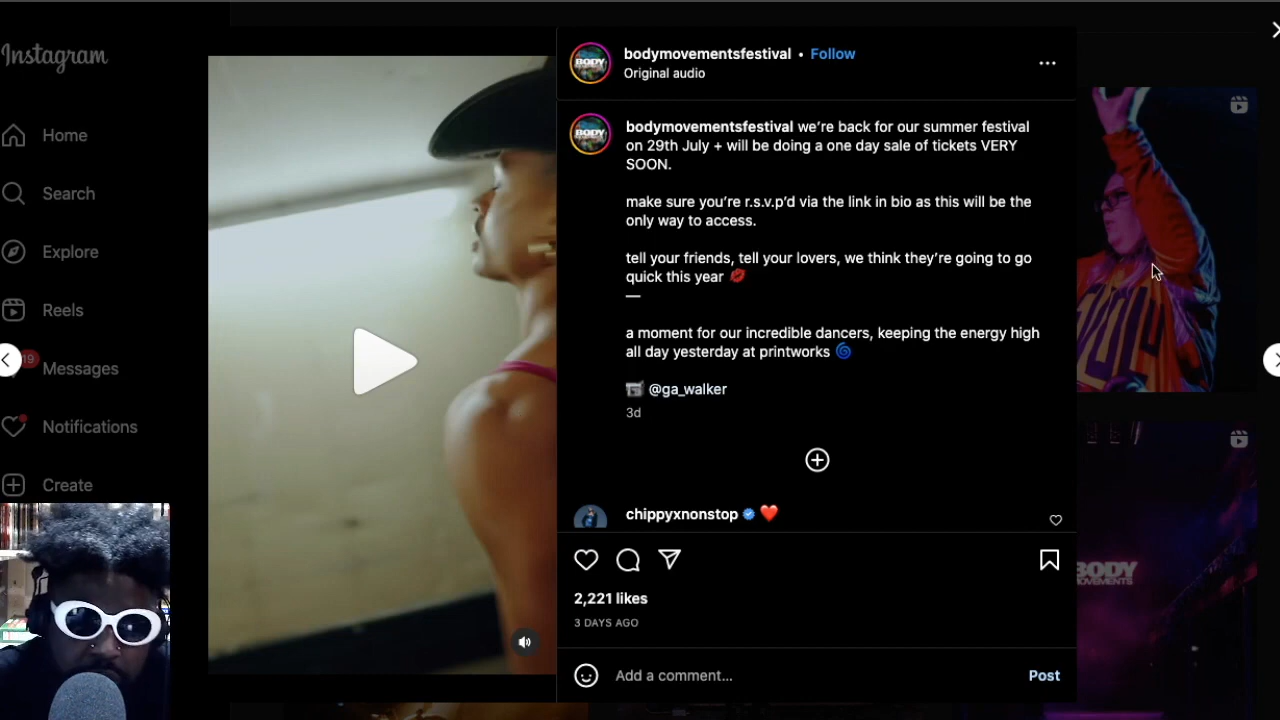 Instagram
Home
Search
Explore
Reels
19
Messages
Notifications
Create
BODY
bodymovementsfestival • Follow
Original audio
BODY
bodymovementsfestival we’re back for our summer festival
on 29th July + will be doing a one day sale of tickets VERY
SOON.
make sure you’re r.s.v.p’d via the link in bio as this will be the
only way to access.
tell your friends, tell your lovers, we think they’re going to go
quick this year 💋
—
a moment for our incredible dancers, keeping the energy high
all day yesterday at printworks 🌀
@ga_walker
3d
chippyxnonstop ❤️
2,221 likes
3 DAYS AGO
Add a comment...
Post
BODY
MOVEMENTS